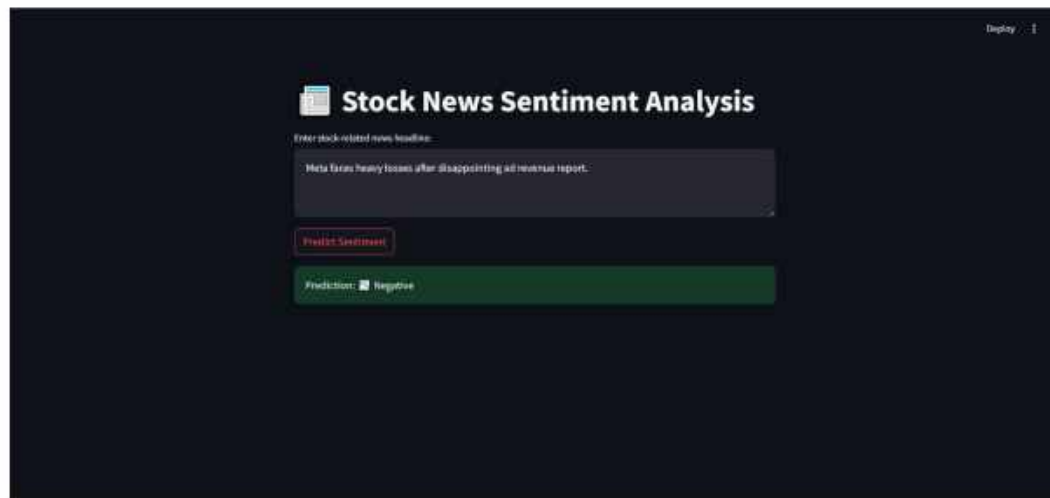 Deploy
Stock News Sentiment Analysis
Enter stock-related news headline:
Meta faces heavy losses after disappointing ad revenue report.
Predict Sentiment
Prediction: Negative